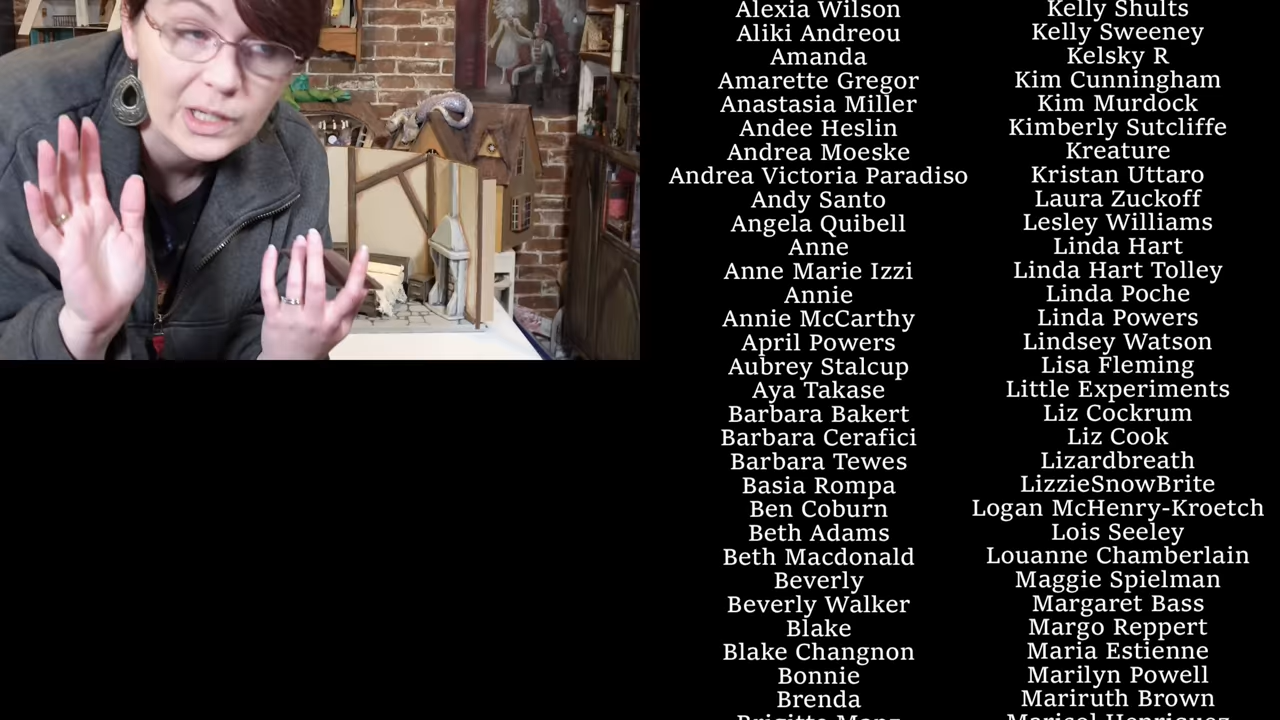 Alexia Wilson
Aliki Andreou
Amanda
Amarette Gregor
Anastasia Miller
Andee Heslin
Andrea Moeske
Andrea Victoria Paradiso
Andy Santo
Angela Quibell
Anne
Anne Marie Izzi
Annie
Annie McCarthy
April Powers
Aubrey Stalcup
Aya Takase
Barbara Bakert
Barbara Cerafici
Barbara Tewes
Basia Rompa
Ben Coburn
Beth Adams
Beth Macdonald
Beverly
Beverly Walker
Blake
Blake Changnon
Bonnie
Brenda
Kelly Shults
Kelly Sweeney
Kelsky R
Kim Cunningham
Kim Murdock
Kimberly Sutcliffe
Kreature
Kristan Uttaro
Laura Zuckoff
Lesley Williams
Linda Hart
Linda Hart Tolley
Linda Poche
Linda Powers
Lindsey Watson
Lisa Fleming
Little Experiments
Liz Cockrum
Liz Cook
Lizardbreath
LizzieSnowBrite
Logan McHenry-Kroetch
Lois Seeley
Louanne Chamberlain
Maggie Spielman
Margaret Bass
Margo Reppert
Maria Estienne
Marilyn Powell
Mariruth Brown